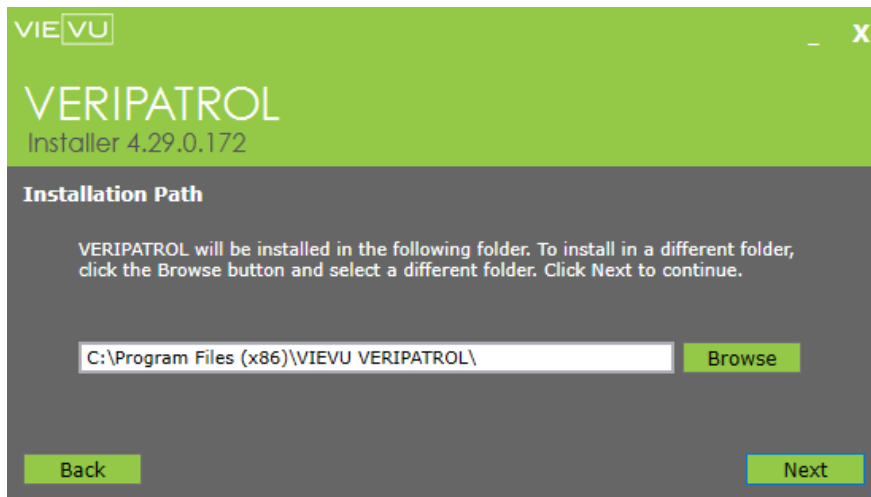 VIEVU
_ X
VERIPATROL
Installer 4.29.0.172
Installation Path
VERIPATROL will be installed in the following folder. To install in a different folder,
click the Browse button and select a different folder. Click Next to continue.
C:\Program Files (x86)\VIEVU VERIPATROL\
Browse
Back
Next